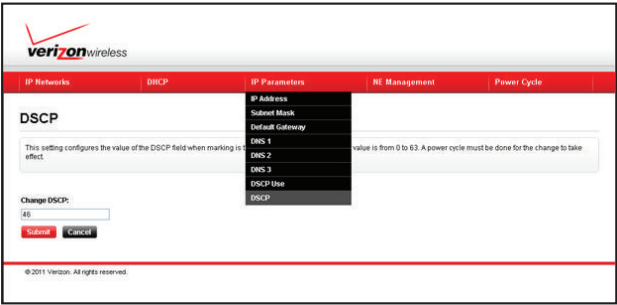 verizonwireless
IP Networks DHCP IP Parameters NE Management Power Cycle
IP Address
Subnet Mask
Default Gateway
DNS 1
DNS 2
DNS 3
DSCP Use
DSCP
DSCP
This setting configures the value of the DSCP field when marking is t value is from 0 to 63. A power cycle must be done for the change to take
effect.
Change DSCP:
46
Submit Cancel
© 2011 Verizon. All rights reserved.